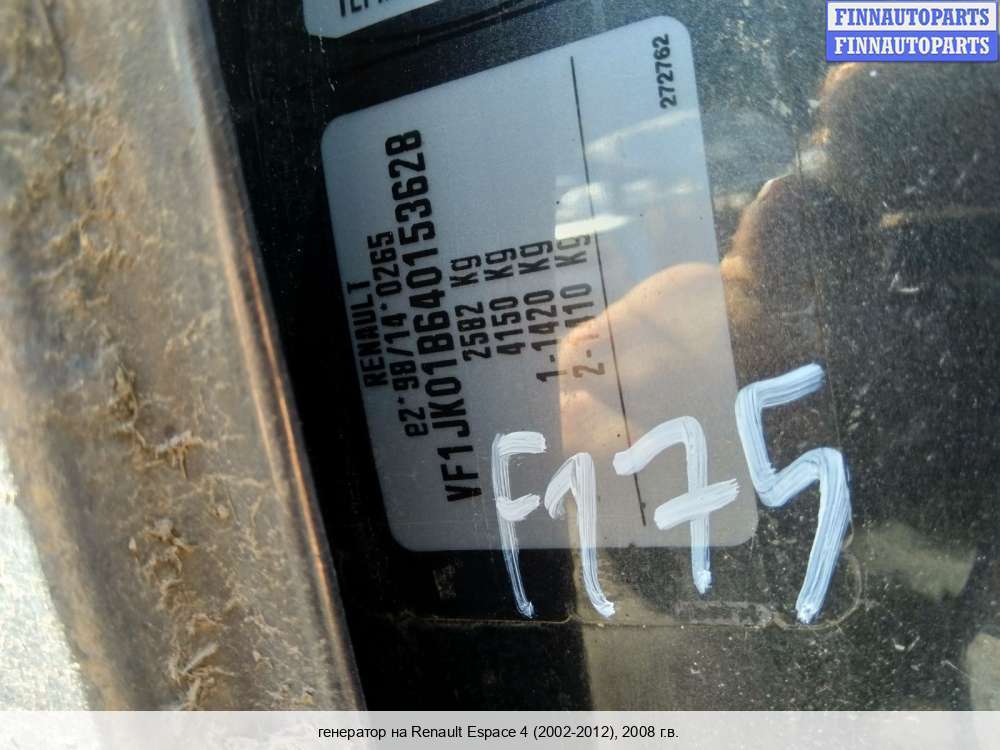 FINNAUTOPARTS
FINNAUTOPARTS
272762
RENAULT
e2*98/14*0265
VF1JK01B640153628
2582 Kg
4150 Kg
1-1420 Kg
2-1110 Kg
F175
генератор на Renault Espace 4 (2002-2012), 2008 г.в.